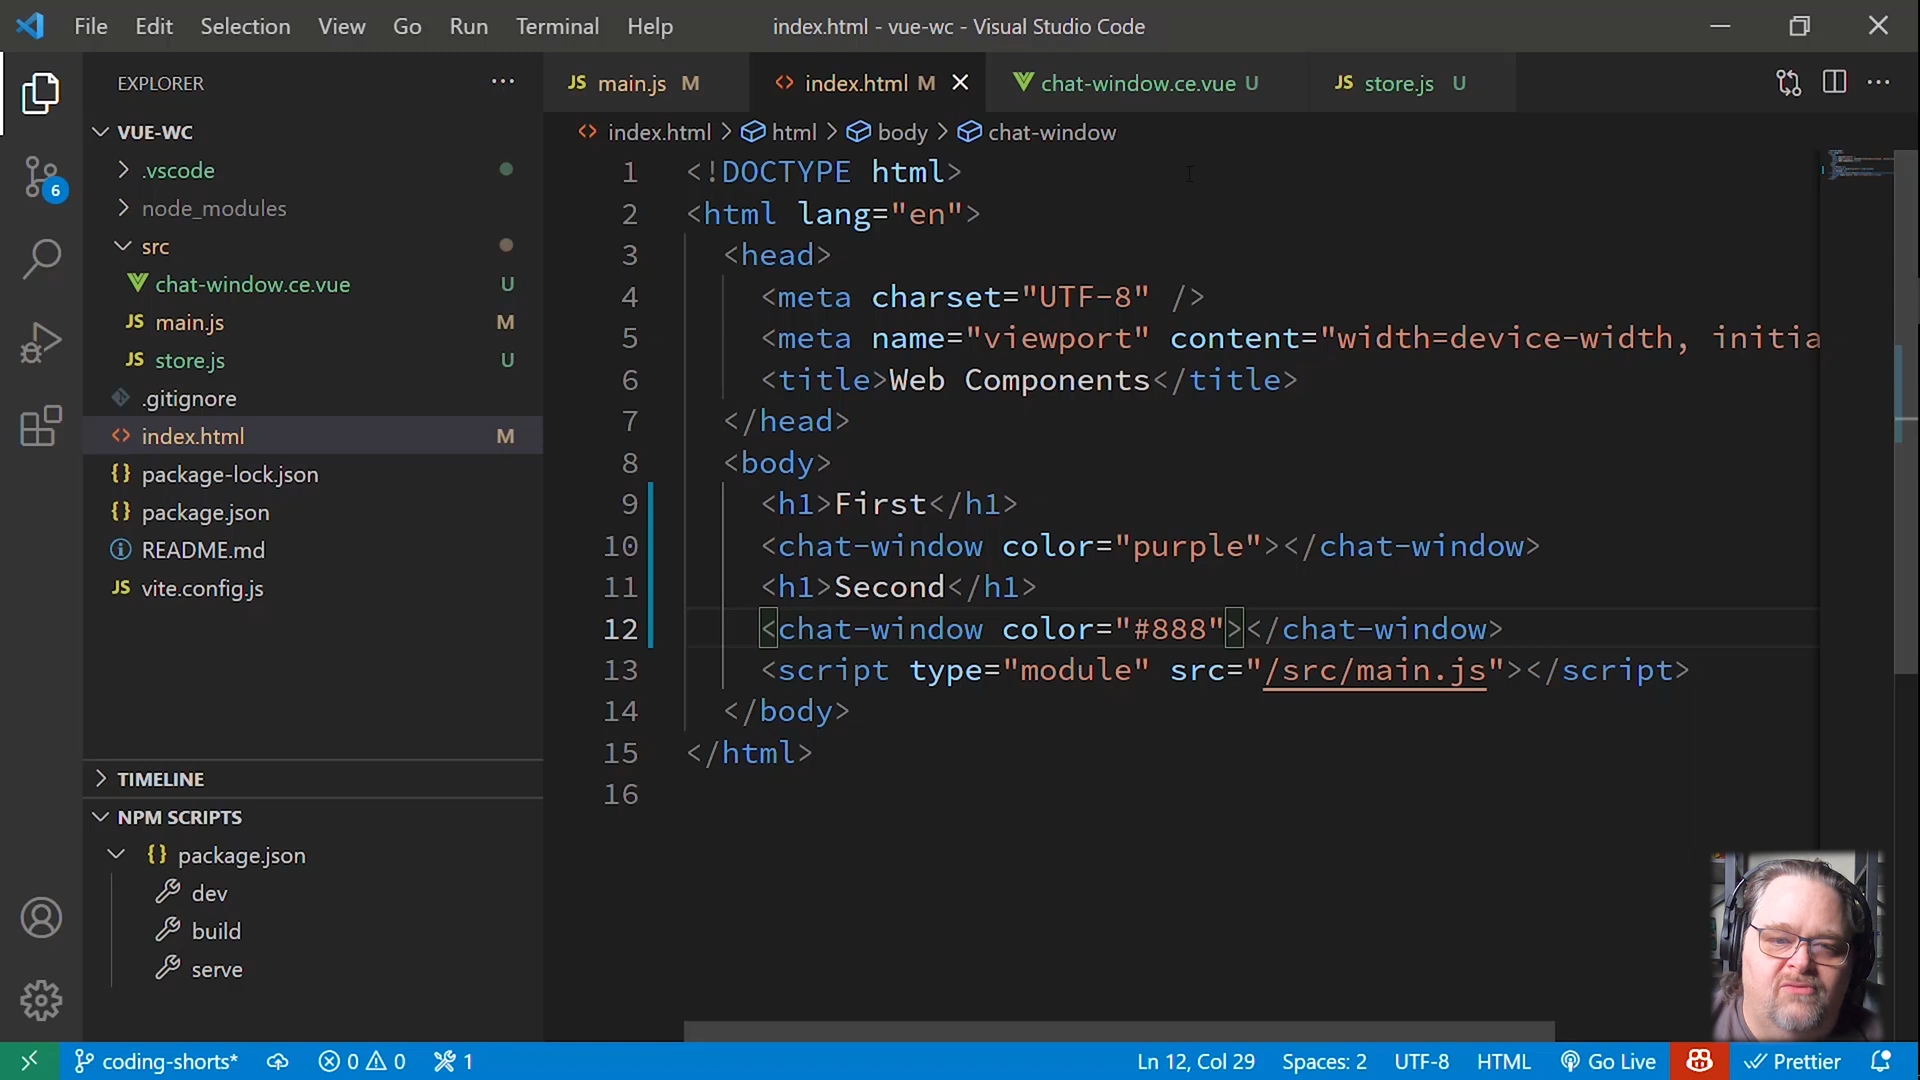 File Edit Selection View Go Run Terminal Help
index.html - vue-wc - Visual Studio Code
EXPLORER
VUE-WC
.vscode
node_modules
src
chat-window.ce.vue U
JS main.js M
JS store.js U
.gitignore
index.html M
package-lock.json
package.json
README.md
JS vite.config.js
TIMELINE
NPM SCRIPTS
package.json
dev
build
serve
6
JS main.js M
index.html M
chat-window.ce.vue U
JS store.js U
index.html > html > body > chat-window
1 <!DOCTYPE html>
2 <html lang="en">
3 <head>
4 <meta charset="UTF-8" />
5 <meta name="viewport" content="width=device-width, initia
6 <title>Web Components</title>
7 </head>
8 <body>
9 <h1>First</h1>
10 <chat-window color="purple"></chat-window>
11 <h1>Second</h1>
12 <chat-window color="#888"></chat-window>
13 <script type="module" src="/src/main.js"></script>
14 </body>
15 </html>
16
coding-shorts* 0 0 1
Ln 12, Col 29 Spaces: 2 UTF-8 HTML Go Live Prettier